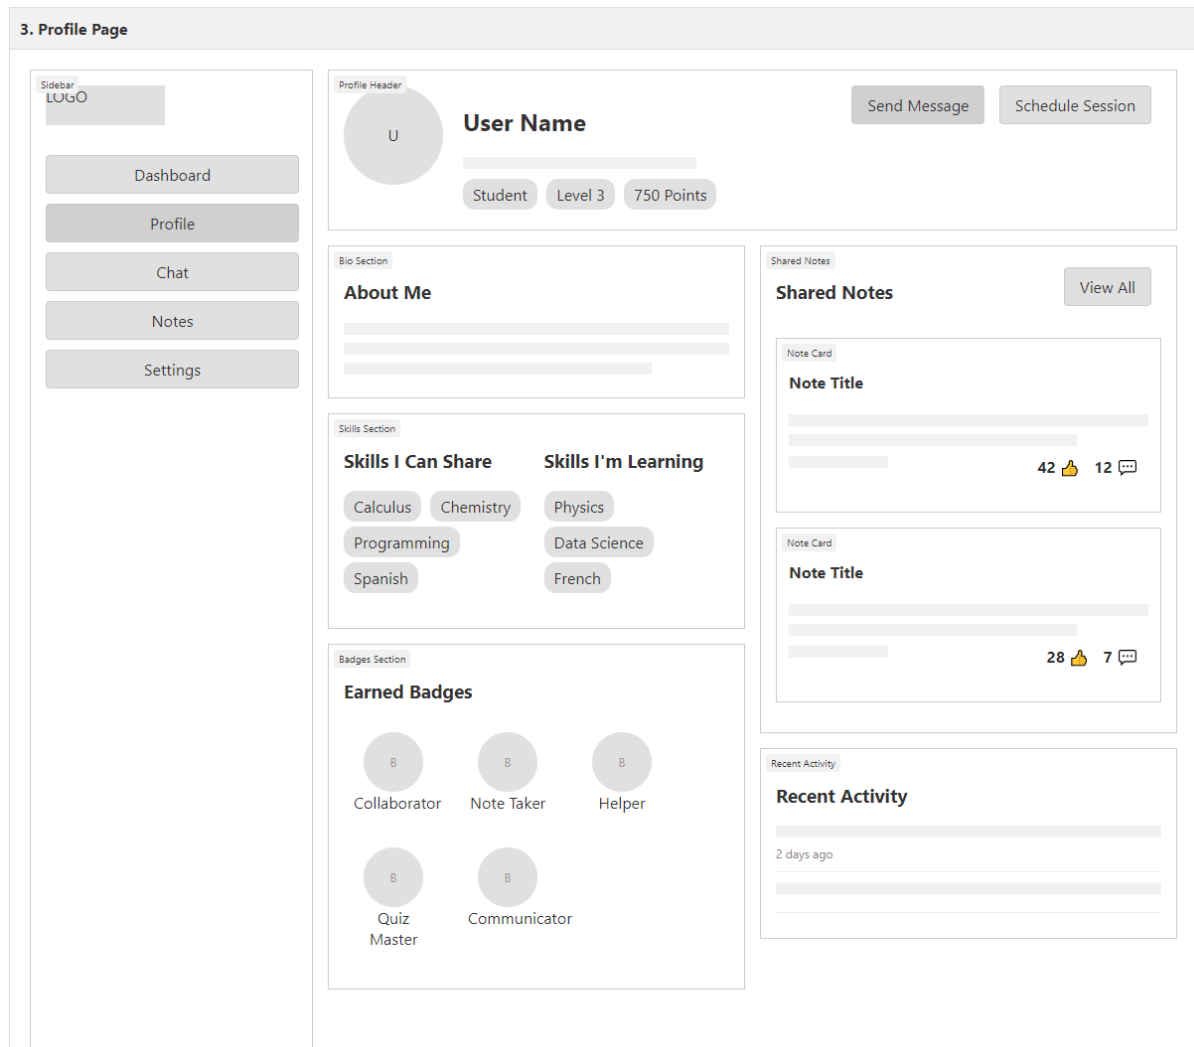 3. Profile Page
Sidebar
LOGO
Dashboard
Profile
Chat
Notes
Settings
Profile Header
U
User Name
Student Level 3 750 Points
Send Message Schedule Session
Bio Section
About Me
Skills Section
Skills I Can Share
Calculus Chemistry
Programming
Spanish
Skills I'm Learning
Physics
Data Science
French
Badges Section
Earned Badges
B B B
Collaborator Note Taker Helper
B B
Quiz Communicator
Master
Shared Notes
Shared Notes
View All
Note Card
Note Title
42 👍 12 💬
Note Card
Note Title
28 👍 7 💬
Recent Activity
Recent Activity
2 days ago